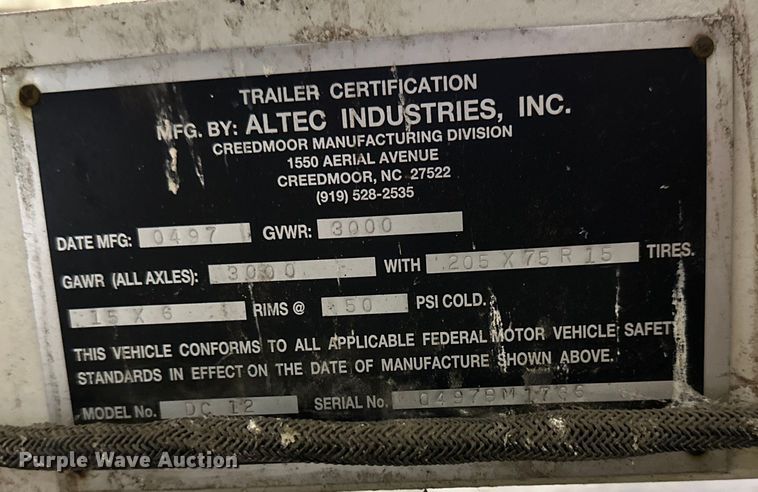 TRAILER CERTIFICATION
MFG. BY: ALTEC INDUSTRIES, INC.
CREEDMOOR MANUFACTURING DIVISION
1550 AERIAL AVENUE
CREEDMOOR, NC 27522
(919) 528-2535
DATE MFG: 0497 GVWR: 3000
GAWR (ALL AXLES): 3000 WITH 205 X 75 R 15 TIRES.
15 X 6 RIMS @ 50 PSI COLD.
THIS VEHICLE CONFORMS TO ALL APPLICABLE FEDERAL MOTOR VEHICLE SAFETY
STANDARDS IN EFFECT ON THE DATE OF MANUFACTURE SHOWN ABOVE.
MODEL No. DC 12 SERIAL No. 0497BM1736
Purple Wave Auction